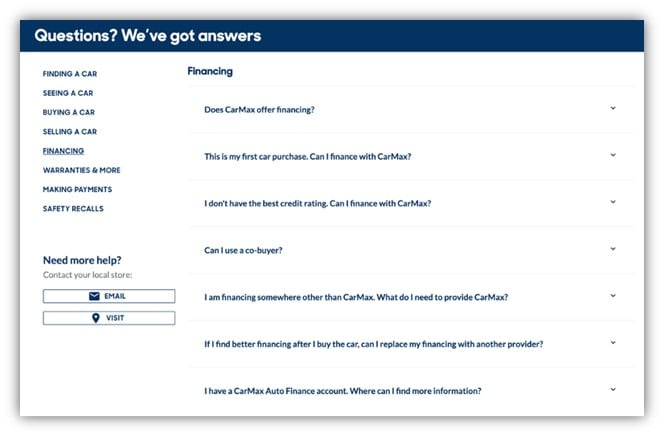 Questions? We've got answers
FINDING A CAR
SEEING A CAR
BUYING A CAR
SELLING A CAR
FINANCING
WARRANTIES & MORE
MAKING PAYMENTS
SAFETY RECALLS
Need more help?
Contact your local store:
EMAIL
VISIT
Financing
Does CarMax offer financing?
This is my first car purchase. Can I finance with CarMax?
I don't have the best credit rating. Can I finance with CarMax?
Can I use a co-buyer?
I am financing somewhere other than CarMax. What do I need to provide CarMax?
If I find better financing after I buy the car, can I replace my financing with another provider?
I have a CarMax Auto Finance account. Where can I find more information?